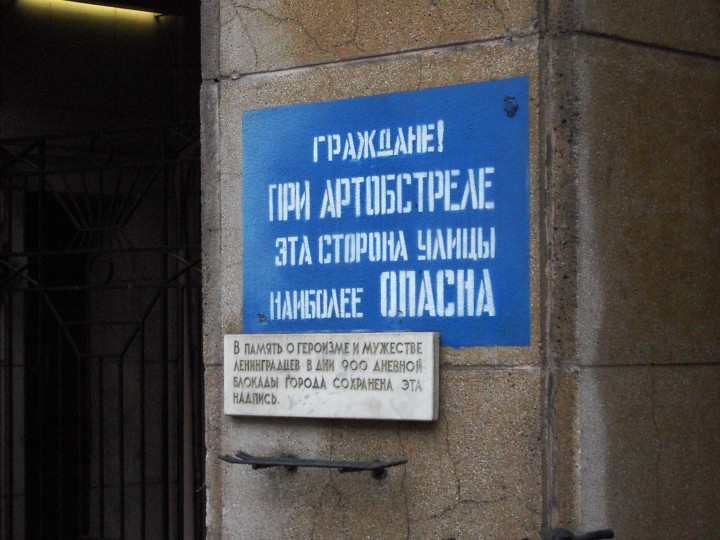 ГРАЖДАНЕ!
ПРИ АРТОБСТРЕЛЕ
ЭТА СТОРОНА УЛИЦЫ
НАИБОЛЕЕ ОПАСНА
В ПАМЯТЬ О ГЕРОИЗМЕ И МУЖЕСТВЕ
ЛЕНИНГРАДЦЕВ В ДНИ 900 ДНЕВНОЙ
БЛОКАДЫ ГОРОДА СОХРАНЕНА ЭТА
НАДПИСЬ.